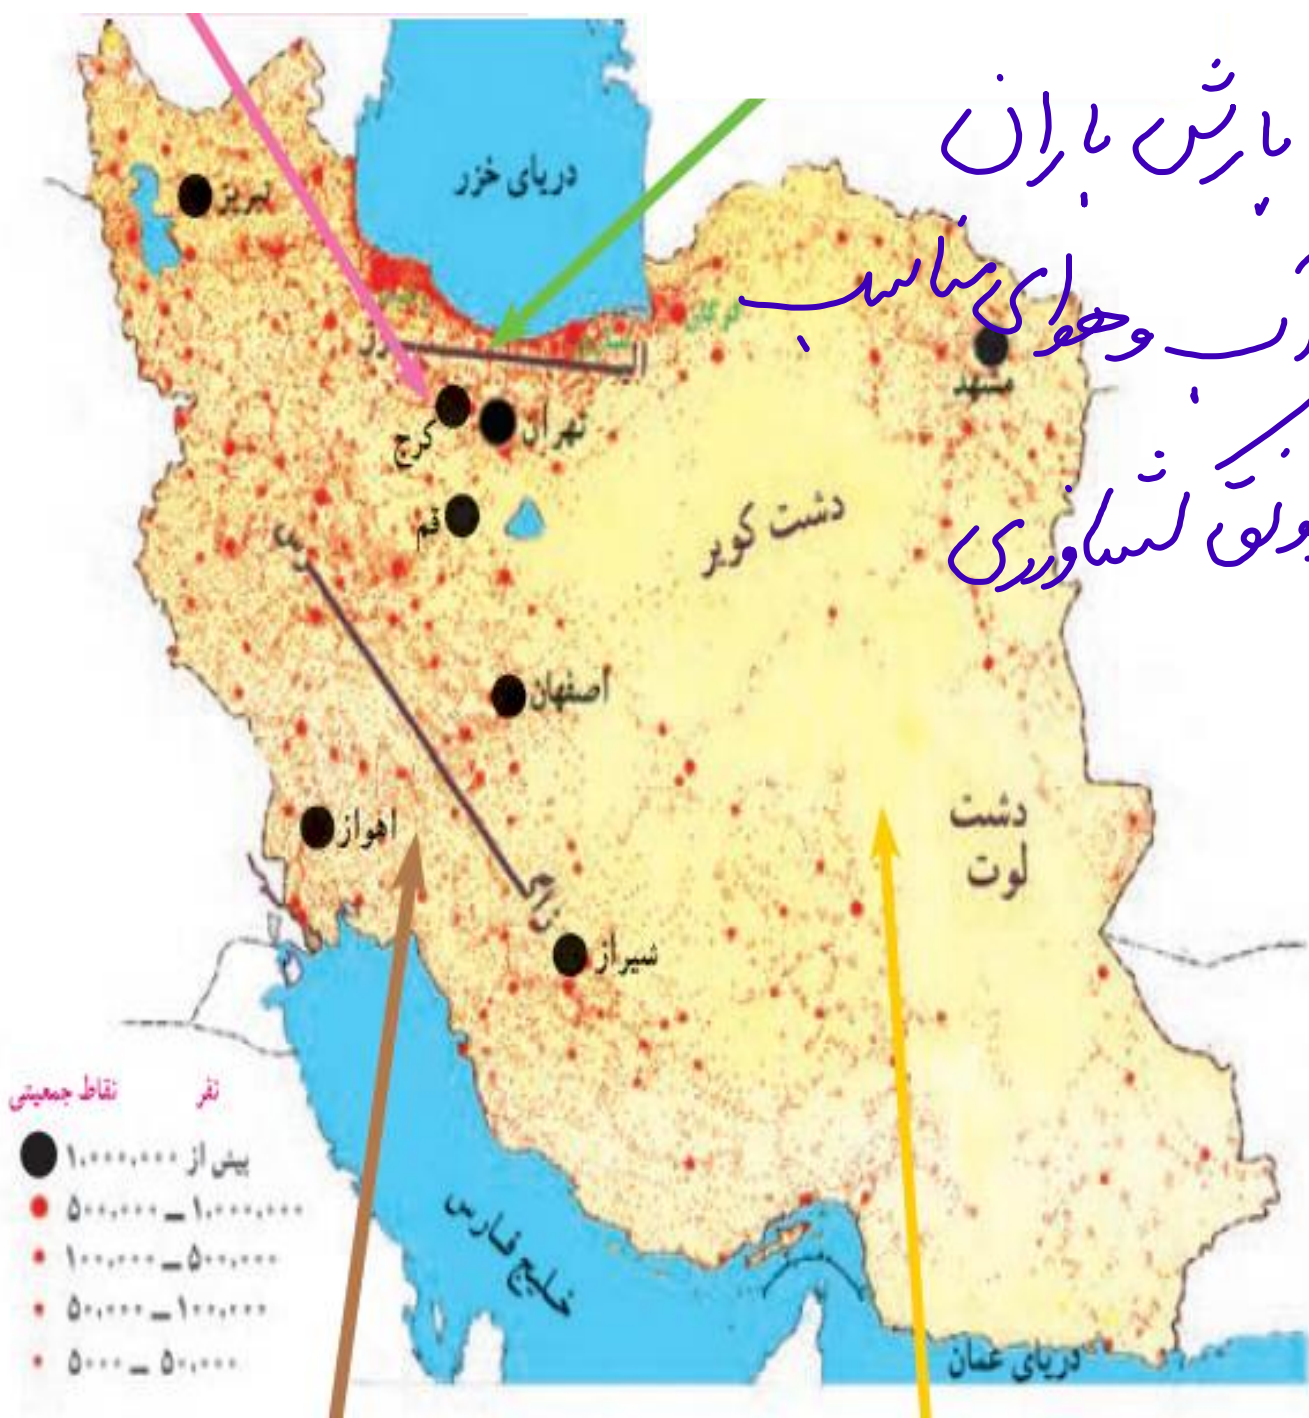 بارش باران
دریای خزر
تبریز
آب وهوای مناسب
گرگان
مشهد
تهران
کرج
قم
دشت کویر
رونق کشاورزی
اصفهان
اهواز
دشت
لوت
شیراز
نقاط جمعیتی نفر
بیش از ۱،۰۰۰،۰۰۰
۵۰۰،۰۰۰ – ۱،۰۰۰،۰۰۰
۱۰۰،۰۰۰ – ۵۰۰،۰۰۰
۵۰،۰۰۰ – ۱۰۰،۰۰۰
۵۰۰۰ – ۵۰،۰۰۰
خلیج فارس
دریای عمان